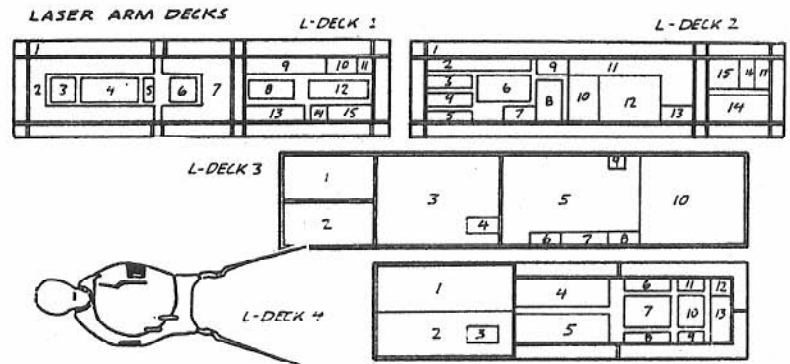 LASER ARM DECKS
L-DECK 1
L-DECK 2
1
2 3 4 5 6 7
9 10 11
8 12
13 14 15
1
2 9 11
3 6 15 16 17
4 8 10 12 14
5 7 13
L-DECK 3
1 3 5 9 10
2 4 6 7 8
L-DECK 4
1 4 6 11 12
7 10 13
2 3 5 8 9